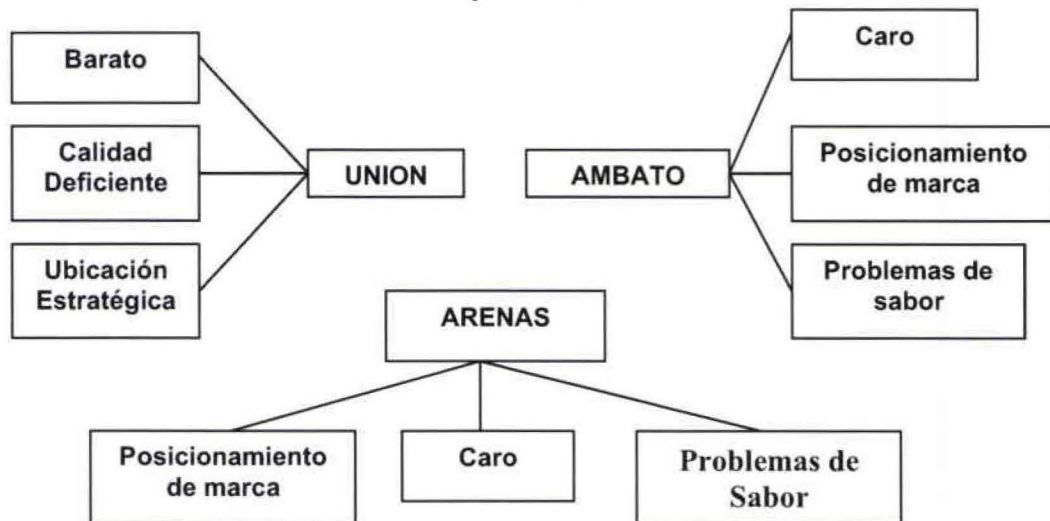 Barato
Calidad
Deficiente
Ubicación
Estratégica
UNION
AMBATO
Caro
Posicionamiento
de marca
Problemas de
sabor
ARENAS
Posicionamiento
de marca
Caro
Problemas de
Sabor